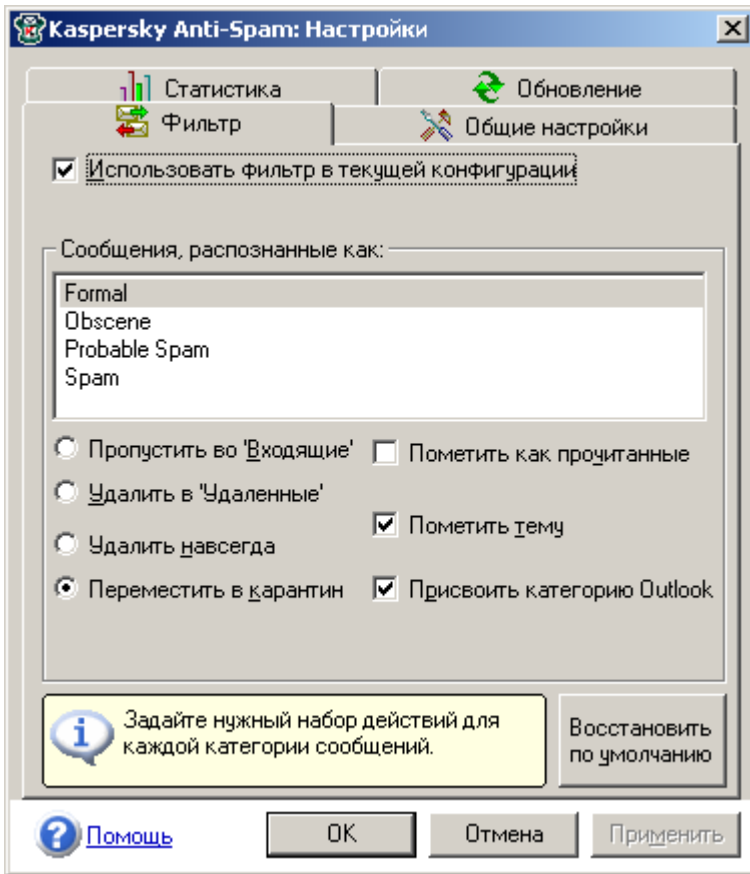 Kaspersky Anti-Spam: Настройки
Статистика
Обновление
Фильтр
Общие настройки
Использовать фильтр в текущей конфигурации
Сообщения, распознанные как:
Formal
Obscene
Probable Spam
Spam
Пропустить во 'Входящие'
Пометить как прочитанные
Удалить в 'Удаленные'
Пометить тему
Удалить навсегда
Переместить в карантин
Присвоить категорию Outlook
Задайте нужный набор действий для
каждой категории сообщений.
Восстановить
по умолчанию
Помощь
OK
Отмена
Применить